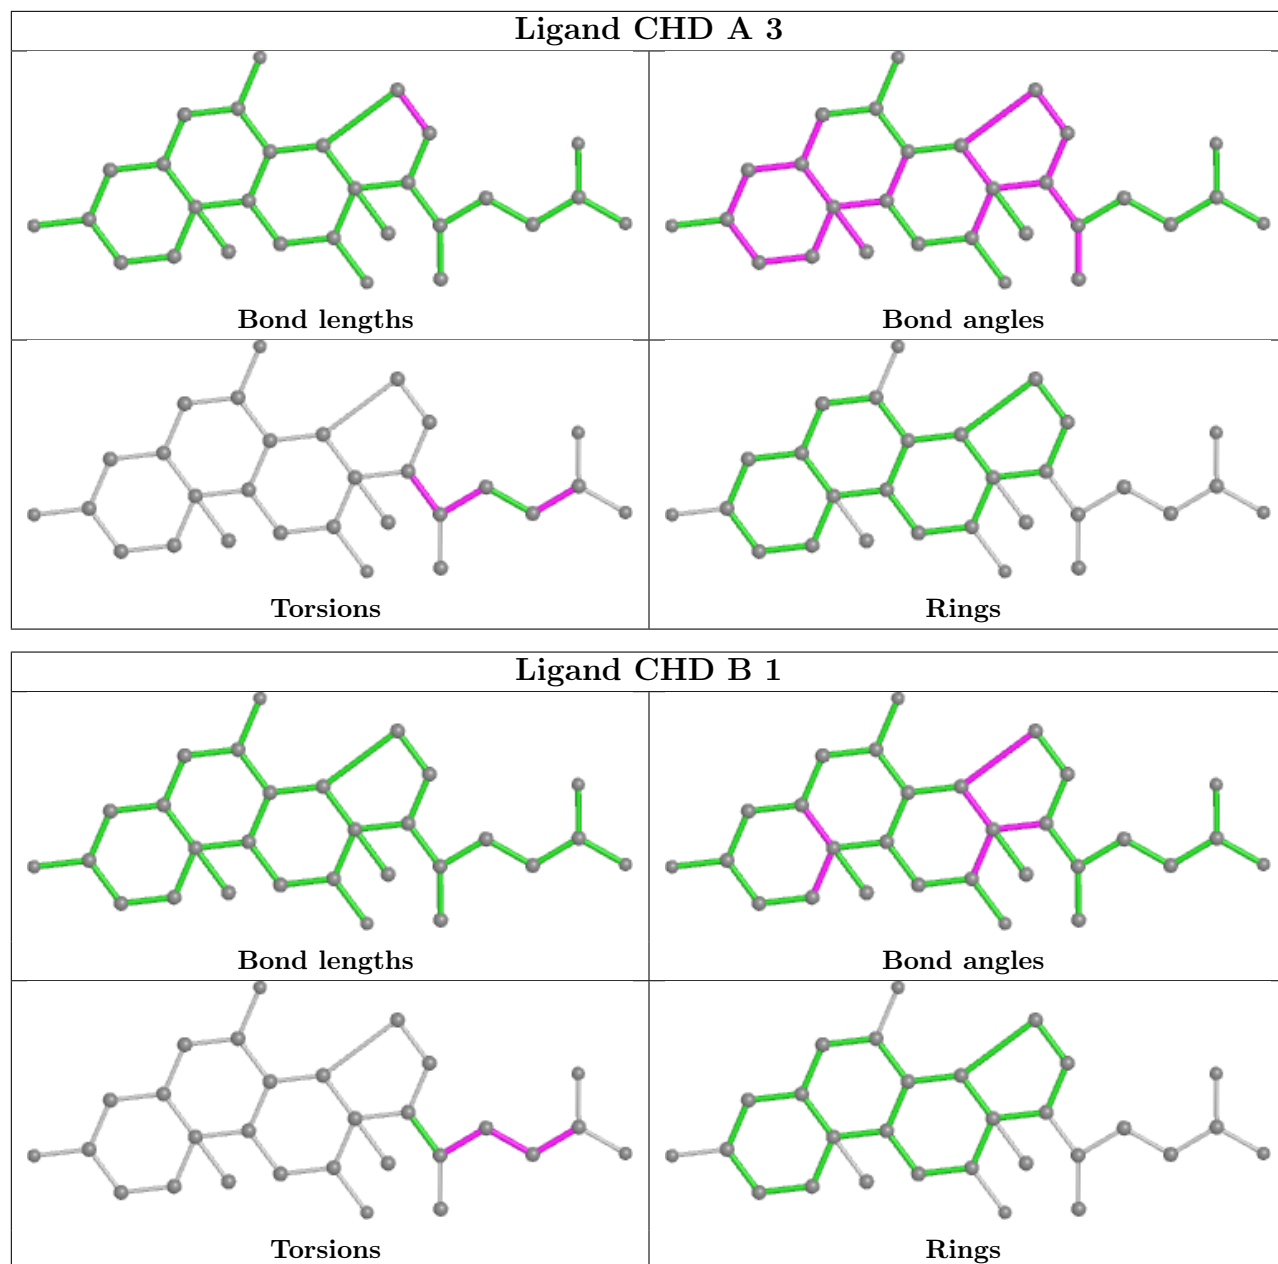 Ligand CHD A 3
Bond lengths
Bond angles
Torsions
Rings
Ligand CHD B 1
Bond lengths
Bond angles
Torsions
Rings